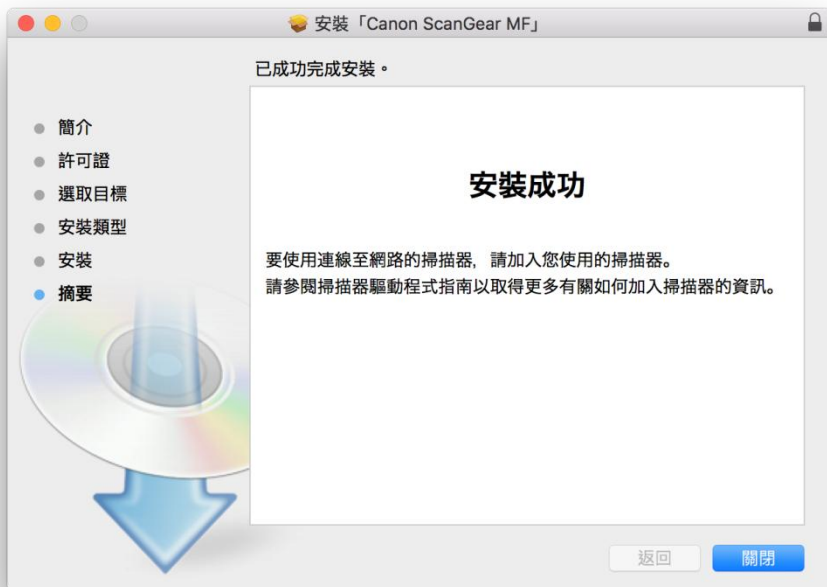 安裝「Canon ScanGear MF」
已成功完成安裝。
簡介
許可證
選取目標
安裝類型
安裝
摘要
安裝成功
要使用連線至網路的掃描器，請加入您使用的掃描器。
請參閱掃描器驅動程式指南以取得更多有關如何加入掃描器的資訊。
返回
關閉